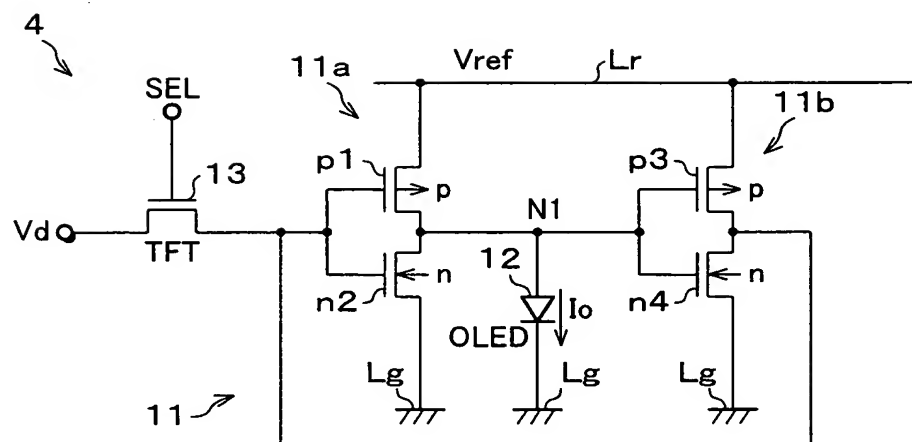 4
Vref
Lr
11a
SEL
11b
13
p1
p
p3
p
Vd
TFT
N1
n2
n
12
Io
OLED
n4
n
Lg
Lg
Lg
11